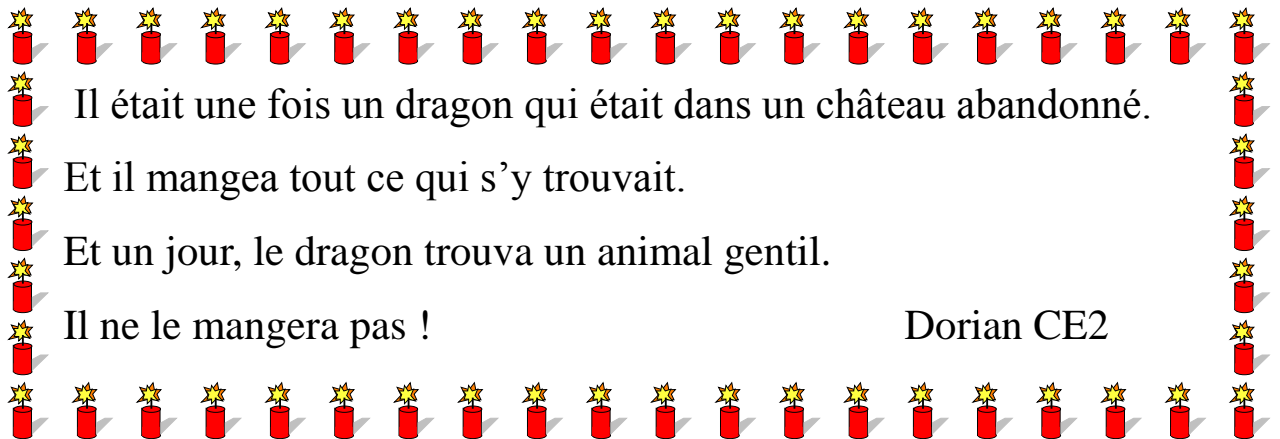 Il était une fois un dragon qui était dans un château abandonné.
Et il mangea tout ce qui s’y trouvait.
Et un jour, le dragon trouva un animal gentil.
Il ne le mangera pas ! Dorian CE2